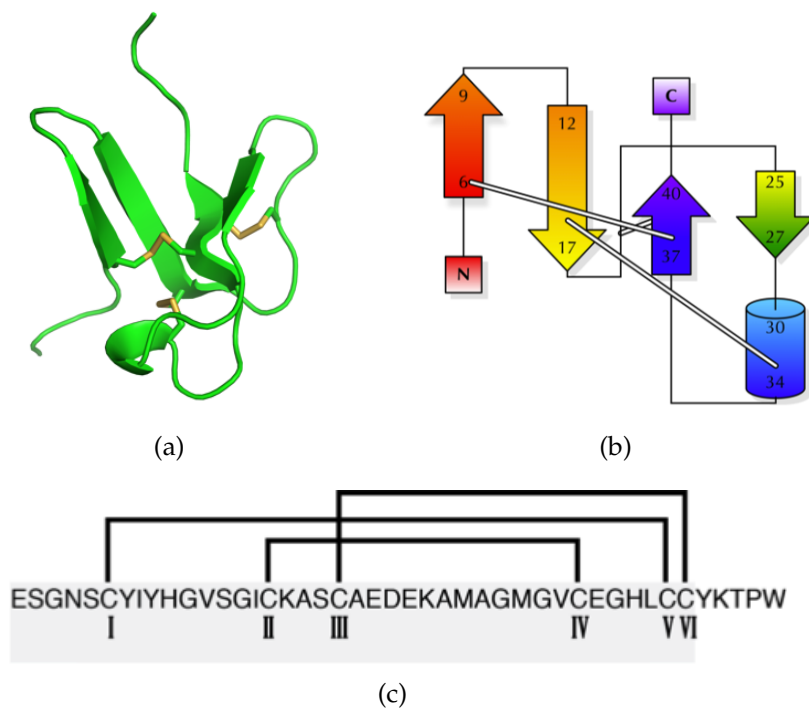 9
12
C
25
6
40
17
37
27
N
30
34
(a)
(b)
ESGNSCYIYHGVSGICKASCAEDEKAMAGMGVCEGHLCCYKTPW
I II III IV V VI
(c)